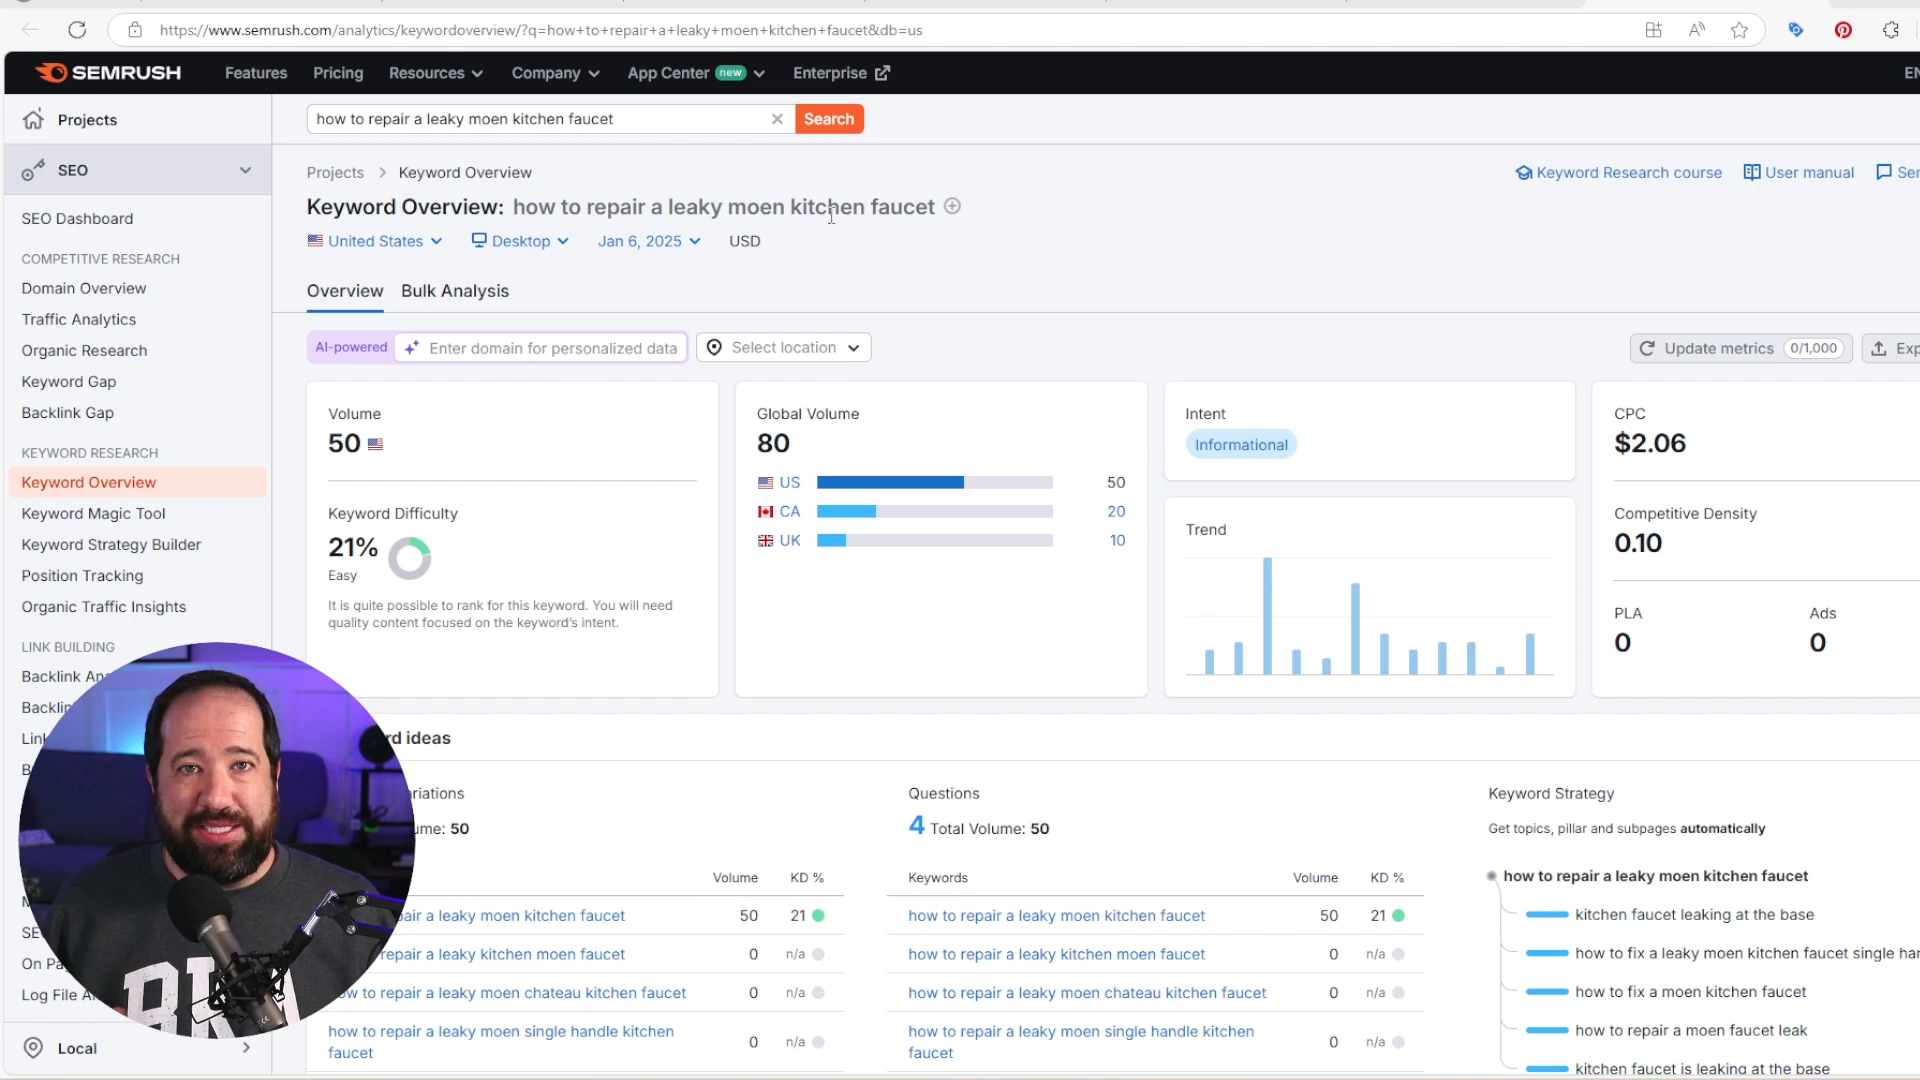 https://www.semrush.com/analytics/keywordoverview/?q=how+to+repair+a+leaky+moen+kitchen+faucet&db=us
SEMRUSH Features Pricing Resources Company App Center new Enterprise EN
Projects
how to repair a leaky moen kitchen faucet Search
SEO
Projects > Keyword Overview
Keyword Research course User manual
Keyword Overview: how to repair a leaky moen kitchen faucet
United States Desktop Jan 6, 2025 USD
Overview Bulk Analysis
AI-powered Enter domain for personalized data Select location
Update metrics 0/1,000
SEO Dashboard
COMPETITIVE RESEARCH
Domain Overview
Traffic Analytics
Organic Research
Keyword Gap
Backlink Gap
KEYWORD RESEARCH
Keyword Overview
Keyword Magic Tool
Keyword Strategy Builder
Position Tracking
Organic Traffic Insights
LINK BUILDING
Backlink
On
Log File
Local
Volume
50
Keyword Difficulty
21%
Easy
It is quite possible to rank for this keyword. You will need
quality content focused on the keyword's intent.
Global Volume
80
US 50
CA 20
UK 10
Intent
Informational
Trend
CPC
$2.06
Competitive Density
0.10
PLA Ads
0 0
ideas
50
Volume KD %
a leaky moen kitchen faucet 50 21
repair a leaky kitchen moen faucet 0 n/a
to repair a leaky moen chateau kitchen faucet 0 n/a
how to repair a leaky moen single handle kitchen
faucet 0 n/a
Questions
4 Total Volume: 50
Keywords Volume KD %
how to repair a leaky moen kitchen faucet 50 21
how to repair a leaky kitchen moen faucet 0 n/a
how to repair a leaky moen chateau kitchen faucet 0 n/a
how to repair a leaky moen single handle kitchen
faucet 0 n/a
Keyword Strategy
Get topics, pillar and subpages automatically
how to repair a leaky moen kitchen faucet
kitchen faucet leaking at the base
how to fix a leaky moen kitchen faucet single
how to fix a moen kitchen faucet
how to repair a moen faucet leak
kitchen faucet is leaking at the base